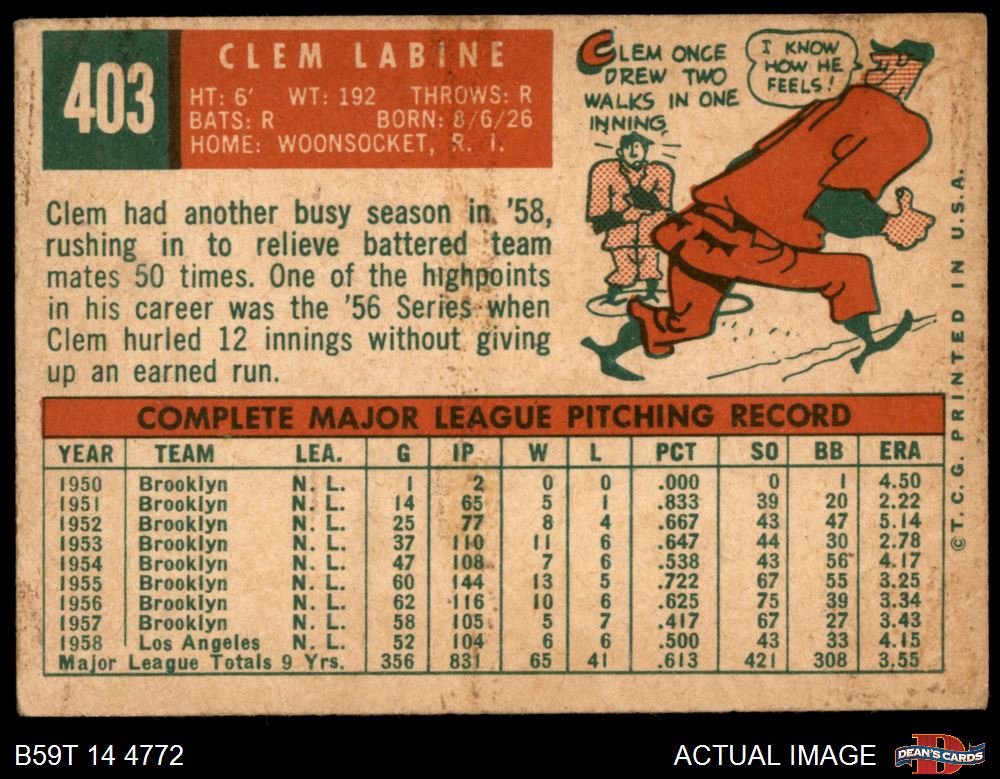 403
CLEM LABINE
HT: 6' WT: 192 THROWS: R
BATS: R BORN: 8/6/26
HOME: WOONSOCKET, R. I.
CLEM ONCE
DREW TWO
WALKS IN ONE
INNING
I KNOW
HOW HE
FEELS!
Clem had another busy season in '58,
rushing in to relieve battered team
mates 50 times. One of the highpoints
in his career was the '56 Series when
Clem hurled 12 innings without giving
up an earned run.
©T. C. G. PRINTED IN U.S.A.
COMPLETE MAJOR LEAGUE PITCHING RECORD
YEAR TEAM LEA. G IP W L PCT SO BB ERA
1950 Brooklyn N. L. 1 2 0 0 .000 0 1 4.50
1951 Brooklyn N. L. 14 65 5 1 .833 39 20 2.22
1952 Brooklyn N. L. 25 77 8 4 .667 43 47 5.14
1953 Brooklyn N. L. 37 110 11 6 .647 44 30 2.78
1954 Brooklyn N. L. 47 108 7 6 .538 43 56 4.17
1955 Brooklyn N. L. 60 144 13 5 .722 67 55 3.25
1956 Brooklyn N. L. 62 116 10 6 .625 75 39 3.34
1957 Brooklyn N. L. 58 105 5 7 .417 67 27 3.43
1958 Los Angeles N. L. 52 104 6 6 .500 43 33 4.15
Major League Totals 9 Yrs. 356 831 65 41 .613 421 308 3.55
B59T 14 4772
ACTUAL IMAGE
DEAN'S CARDS